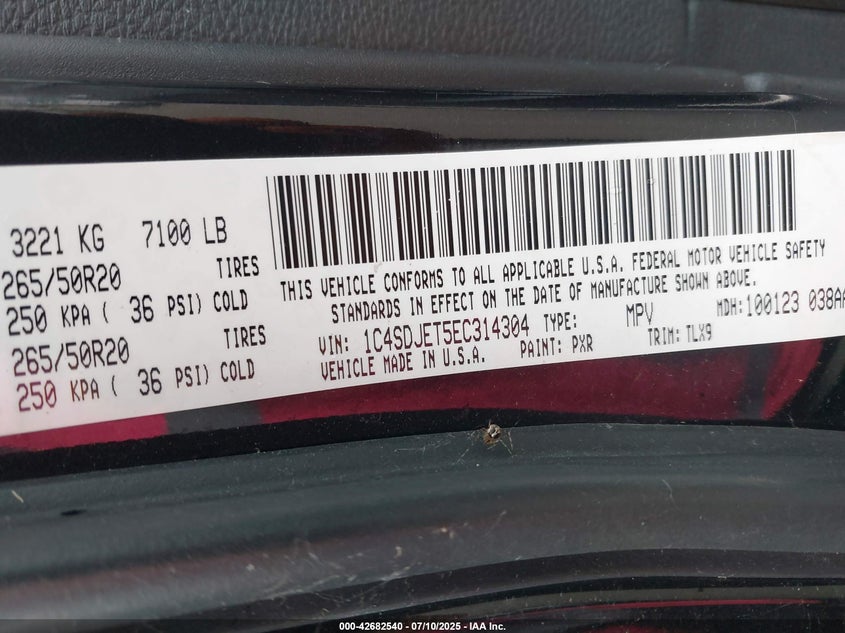 3221 KG 7100 LB
265/50R20 TIRES
250 KPA ( 36 PSI) COLD
265/50R20 TIRES
250 KPA ( 36 PSI) COLD
THIS VEHICLE CONFORMS TO ALL APPLICABLE U.S.A. FEDERAL MOTOR VEHICLE SAFETY
STANDARDS IN EFFECT ON THE DATE OF MANUFACTURE SHOWN ABOVE.
VIN: 1C4SDJET5EC314304 TYPE: MPV MDH:100123 038AA
VEHICLE MADE IN U.S.A. PAINT: PXR TRIM: TLX9
000-42682540 - 07/10/2025 - IAA Inc.